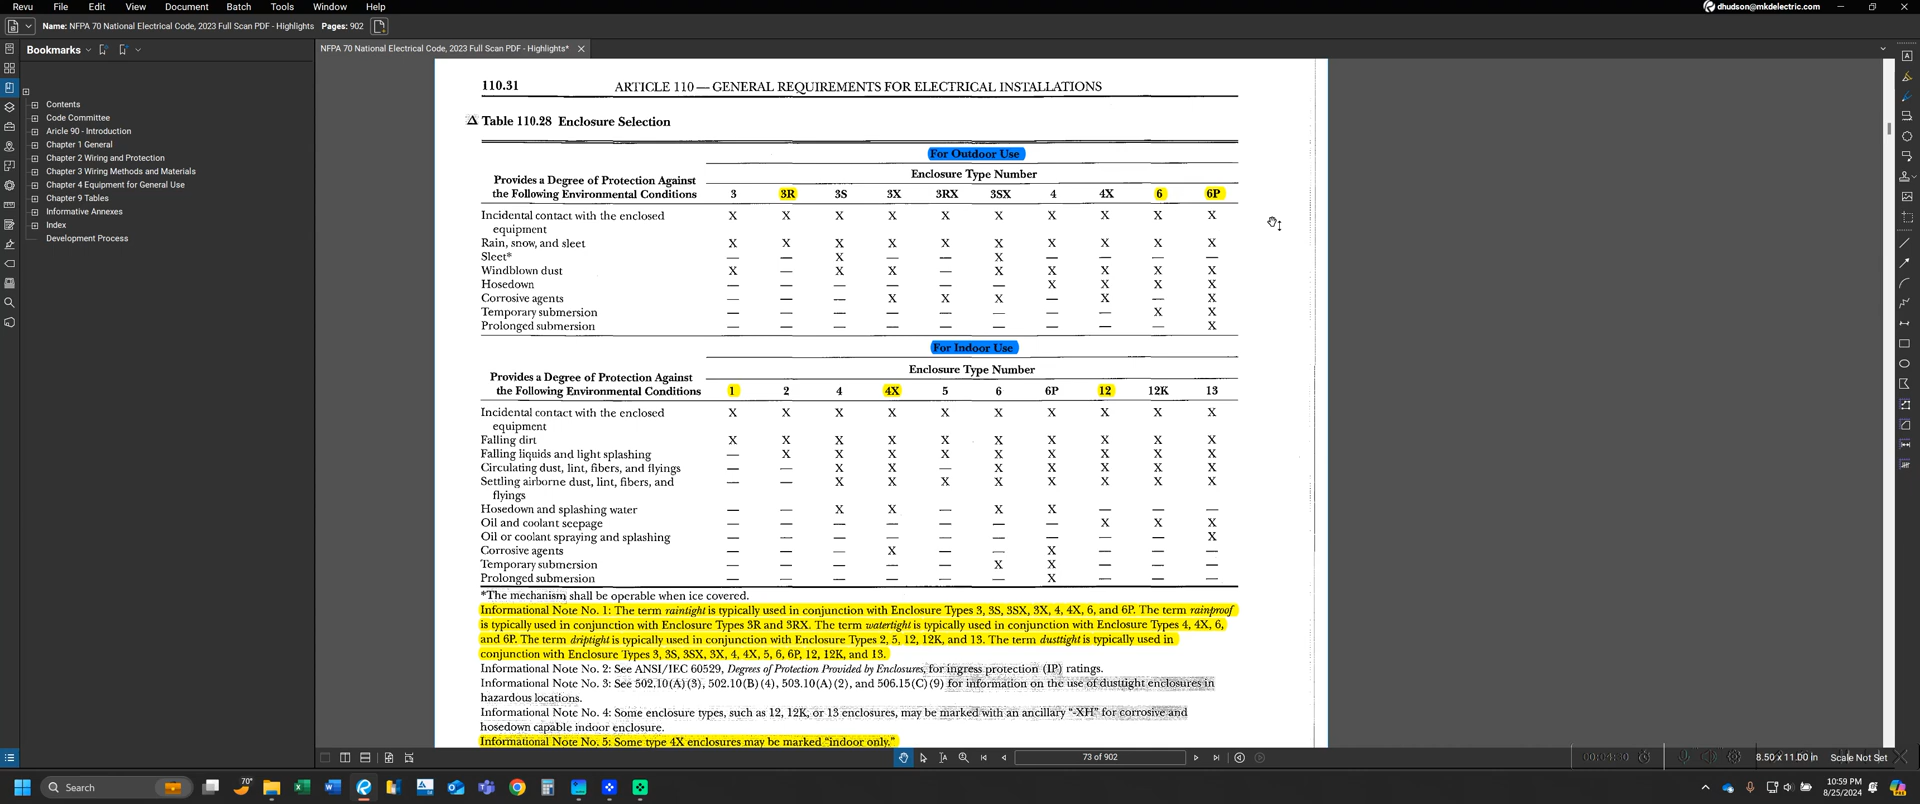 Revu File Edit View Document Batch Tools Window Help dhudson@mkdelectric.com
Name: NFPA 70 National Electrical Code, 2023 Full Scan PDF - Highlights Pages: 902
Bookmarks
NFPA 70 National Electrical Code, 2023 Full Scan PDF - Highlights*
Contents
Code Committee
Aricle 90 - Introduction
Chapter 1 General
Chapter 2 Wiring and Protection
Chapter 3 Wiring Methods and Materials
Chapter 4 Equipment for General Use
Chapter 9 Tables
Informative Annexes
Index
Development Process
110.31 ARTICLE 110 — GENERAL REQUIREMENTS FOR ELECTRICAL INSTALLATIONS
Δ Table 110.28 Enclosure Selection
For Outdoor Use
Enclosure Type Number
Provides a Degree of Protection Against
the Following Environmental Conditions 3 3R 3S 3X 3RX 3SX 4 4X 6 6P
Incidental contact with the enclosed X X X X X X X X X X
equipment
Rain, snow, and sleet X X X X X X X X X X
Sleet* — — X — — X — — — —
Windblown dust X — X X — X X X X X
Hosedown — — — — — — X X X X
Corrosive agents — — — X X X — X — X
Temporary submersion — — — — — — — — X X
Prolonged submersion — — — — — — — — — X
For Indoor Use
Enclosure Type Number
Provides a Degree of Protection Against
the Following Environmental Conditions 1 2 4 4X 5 6 6P 12 12K 13
Incidental contact with the enclosed X X X X X X X X X X
equipment
Falling dirt X X X X X X X X X X
Falling liquids and light splashing — X X X X X X X X X
Circulating dust, lint, fibers, and flyings — — X X — X X X X X
Settling airborne dust, lint, fibers, and — — X X X X X X X X
flyings
Hosedown and splashing water — — X X — X X — — —
Oil and coolant seepage — — — — — — — X X X
Oil or coolant spraying and splashing — — — — — — — — — X
Corrosive agents — — — X — — X — — —
Temporary submersion — — — — — X X — — —
Prolonged submersion — — — — — — X — — —
*The mechanism shall be operable when ice covered.
Informational Note No. 1: The term raintight is typically used in conjunction with Enclosure Types 3, 3S, 3SX, 3X, 4, 4X, 6, and 6P. The term rainproof
is typically used in conjunction with Enclosure Types 3R and 3RX. The term watertight is typically used in conjunction with Enclosure Types 4, 4X, 6,
and 6P. The term driptight is typically used in conjunction with Enclosure Types 2, 5, 12, 12K, and 13. The term dusttight is typically used in
conjunction with Enclosure Types 3, 3S, 3SX, 3X, 4, 4X, 5, 6, 6P, 12, 12K, and 13.
Informational Note No. 2: See ANSI/IEC 60529, Degrees of Protection Provided by Enclosures, for ingress protection (IP) ratings.
Informational Note No. 3: See 502.10(A)(3), 502.10(B)(4), 503.10(A)(2), and 506.15(C)(9) for information on the use of dusttight enclosures in
hazardous locations.
Informational Note No. 4: Some enclosure types, such as 12, 12K, or 13 enclosures, may be marked with an ancillary "-XH" for corrosive and
hosedown capable indoor enclosure.
Informational Note No. 5: Some type 4X enclosures may be marked "indoor only."
73 of 902 00:04:30 8.50 x 11.00 in Scale Not Set
Search 70° 10:59 PM
8/25/2024